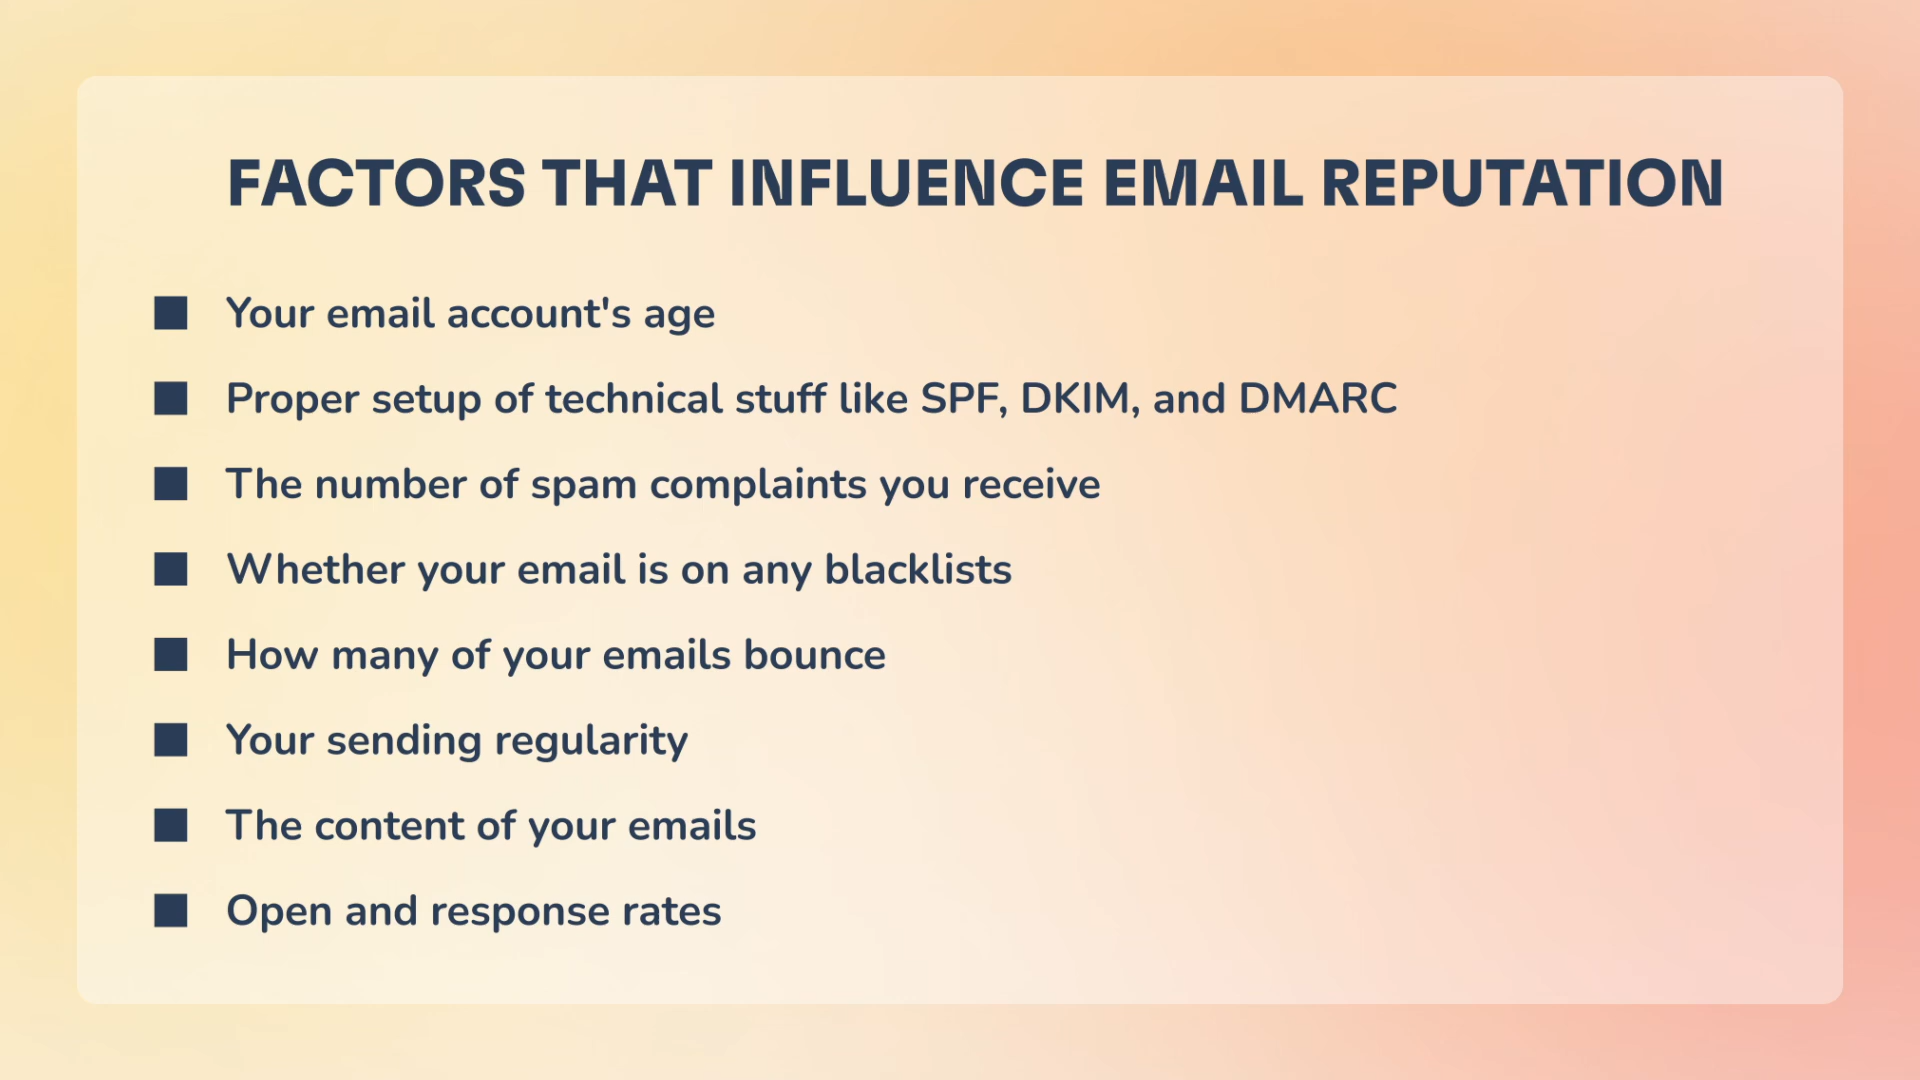 FACTORS THAT INFLUENCE EMAIL REPUTATION
Your email account's age
Proper setup of technical stuff like SPF, DKIM, and DMARC
The number of spam complaints you receive
Whether your email is on any blacklists
How many of your emails bounce
Your sending regularity
The content of your emails
Open and response rates